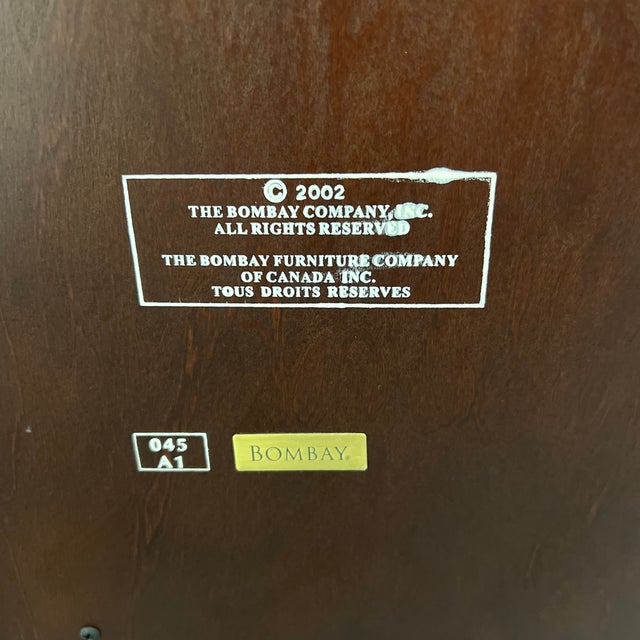 © 2002
THE BOMBAY COMPANY, INC.
ALL RIGHTS RESERVED
THE BOMBAY FURNITURE COMPANY
OF CANADA INC.
TOUS DROITS RESERVES
045
A1
BOMBAY®